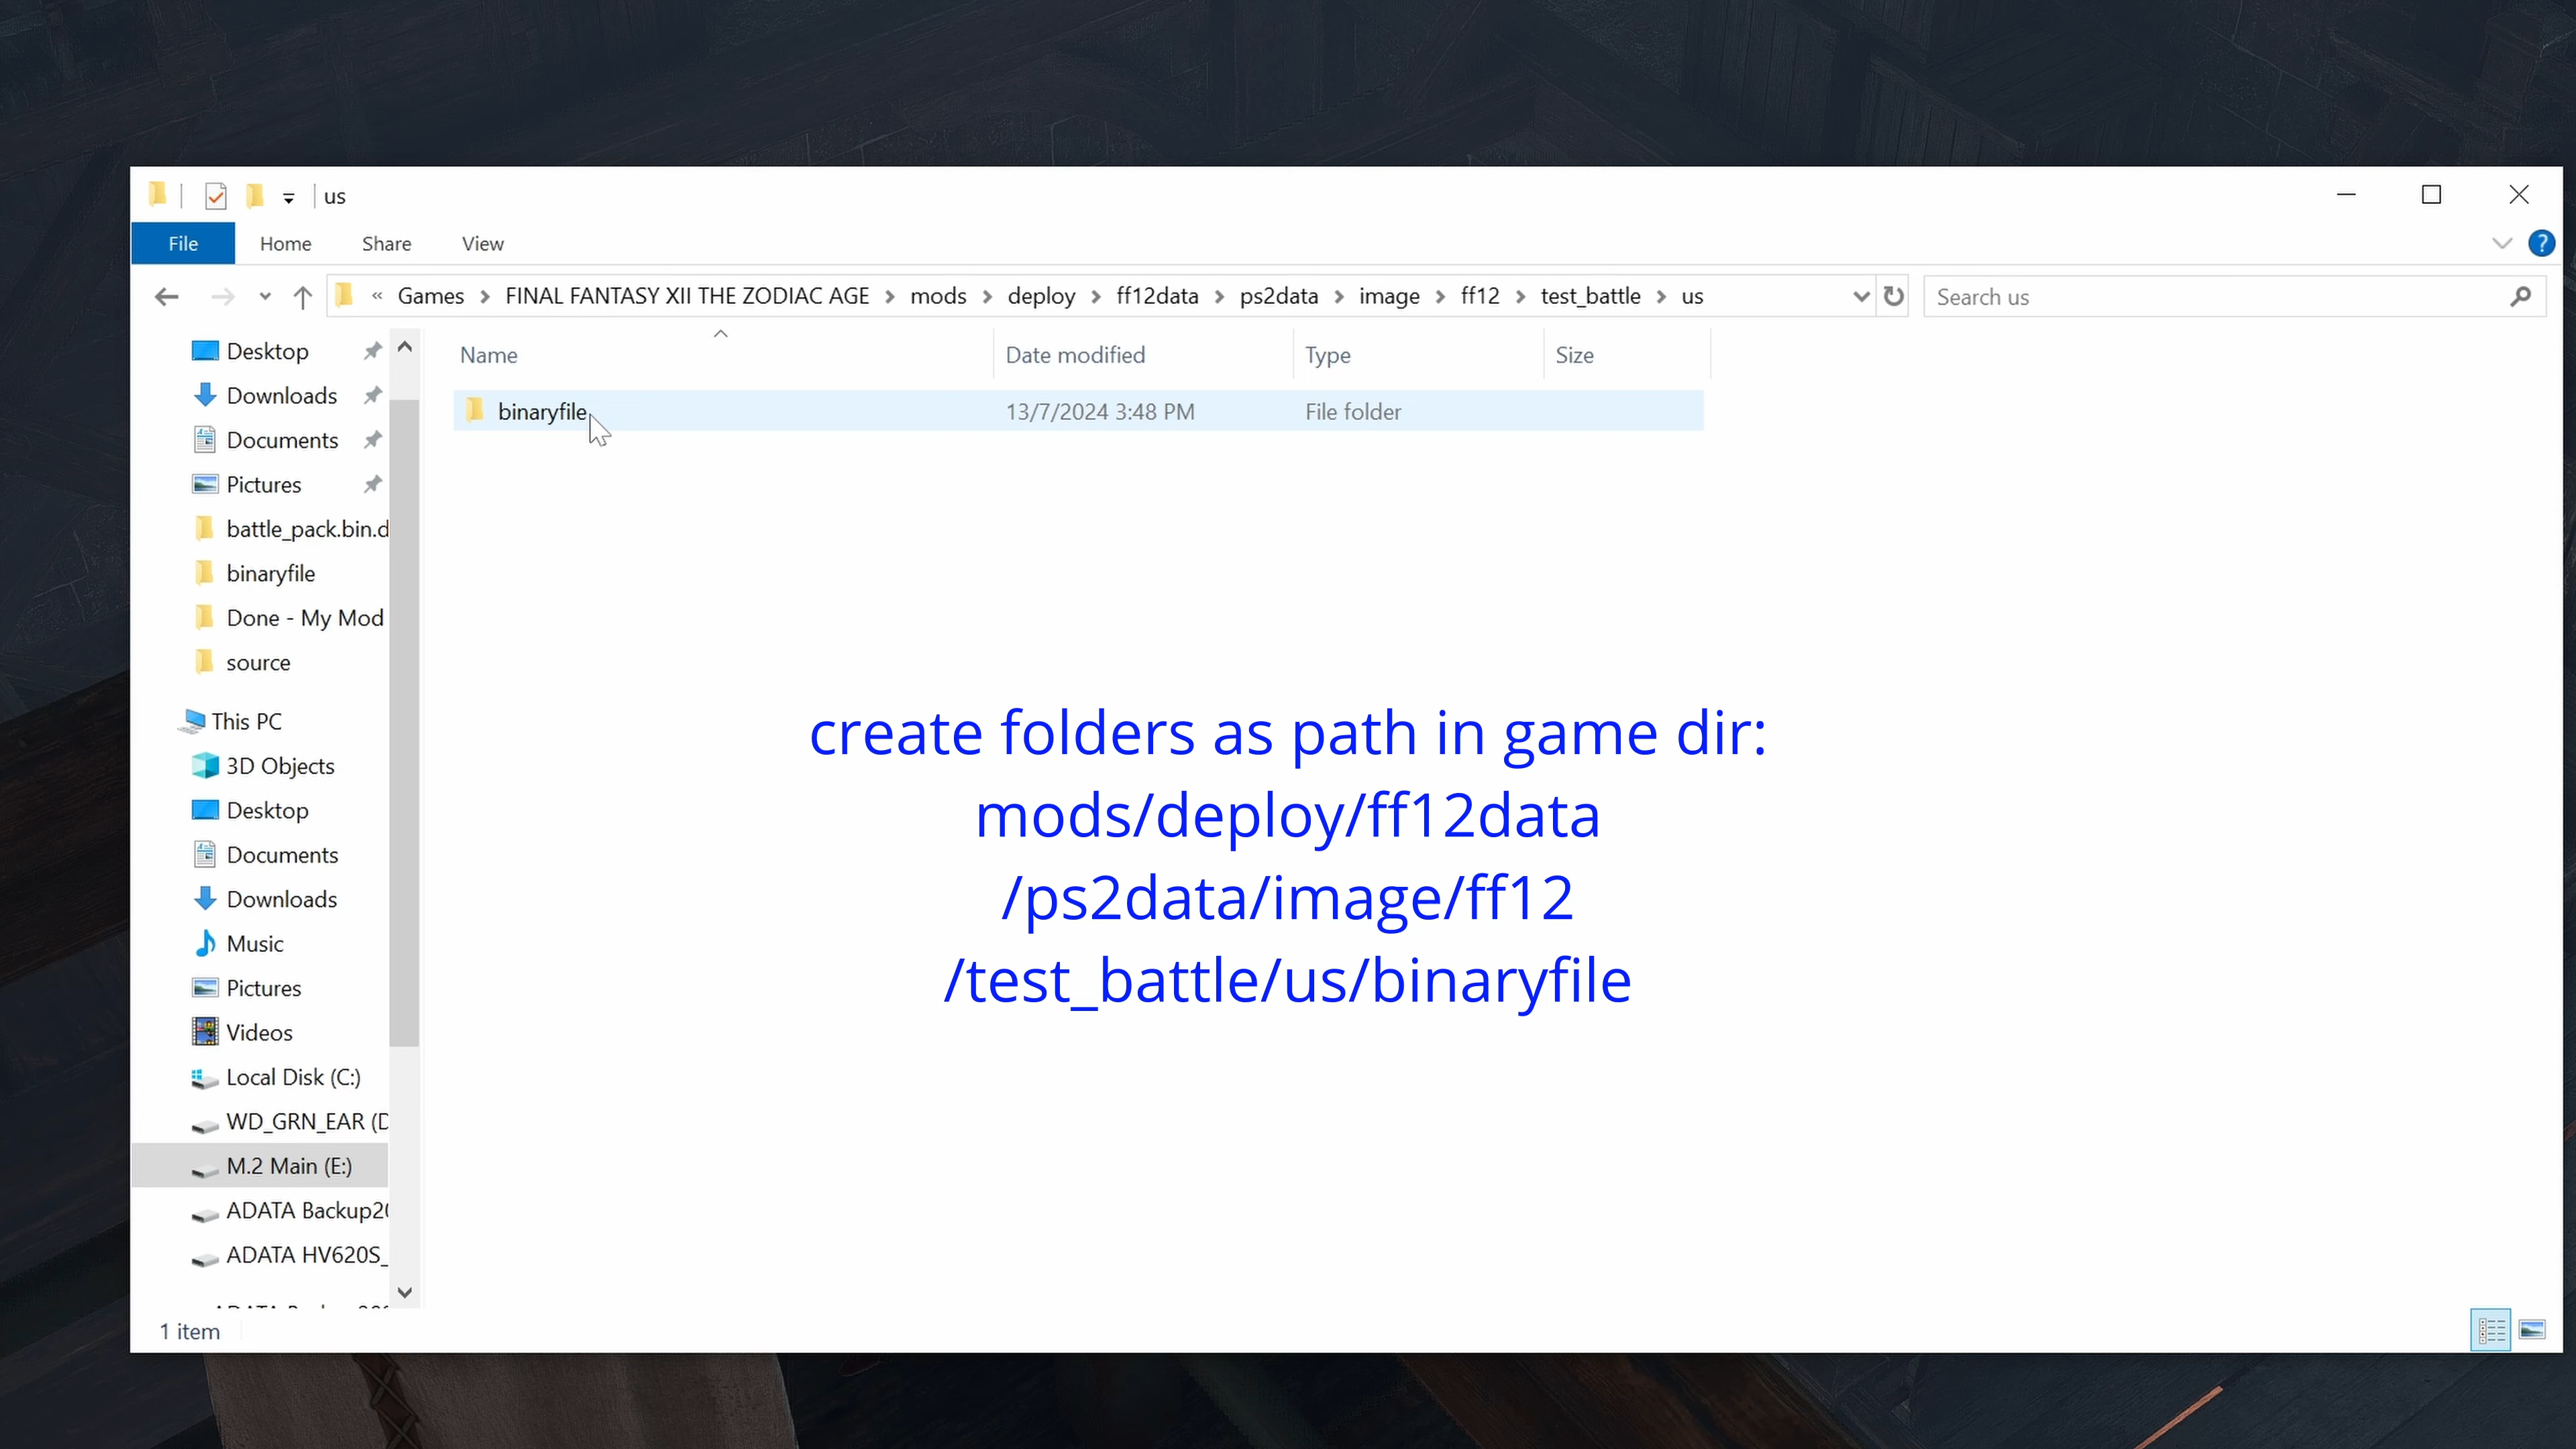 us
File Home Share View
« Games > FINAL FANTASY XII THE ZODIAC AGE > mods > deploy > ff12data > ps2data > image > ff12 > test_battle > us
Search us
Name Date modified Type Size
binaryfile 13/7/2024 3:48 PM File folder
Desktop
Downloads
Documents
Pictures
battle_pack.bin.d
binaryfile
Done - My Mod
source
This PC
3D Objects
Desktop
Documents
Downloads
Music
Pictures
Videos
Local Disk (C:)
WD_GRN_EAR (D
M.2 Main (E:)
ADATA Backup20
ADATA HV620S_
1 item
create folders as path in game dir:
mods/deploy/ff12data
/ps2data/image/ff12
/test_battle/us/binaryfile